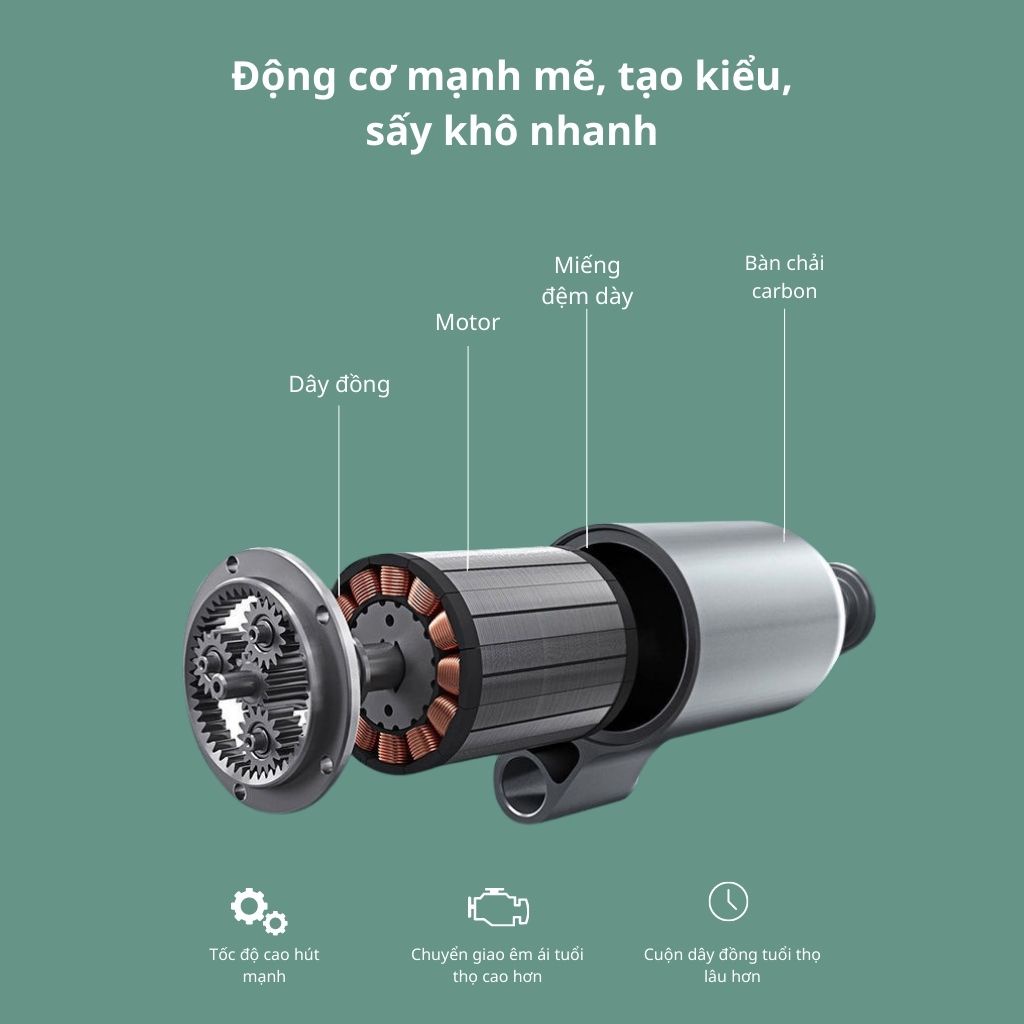 Động cơ mạnh mẽ, tạo kiểu,
sấy khô nhanh
Miếng
đệm dày
Bàn chải
carbon
Motor
Dây đồng
Tốc độ cao hút
mạnh
Chuyển giao êm ái tuổi
thọ cao hơn
Cuộn dây đồng tuổi thọ
lâu hơn